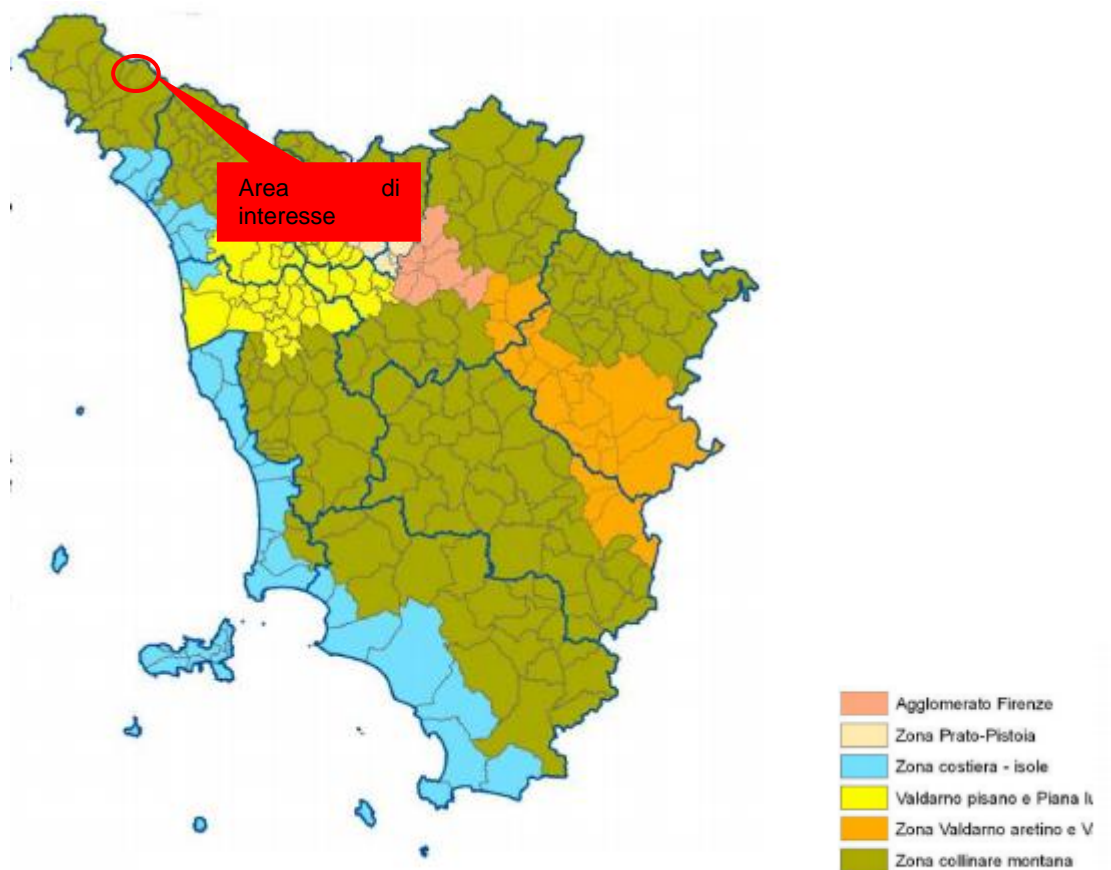 Area di
interesse
Agglomerato Firenze
Zona Prato-Pistoia
Zona costiera - isole
Valdarno pisano e Piana lu
Zona Valdarno aretino e V
Zona collinare montana